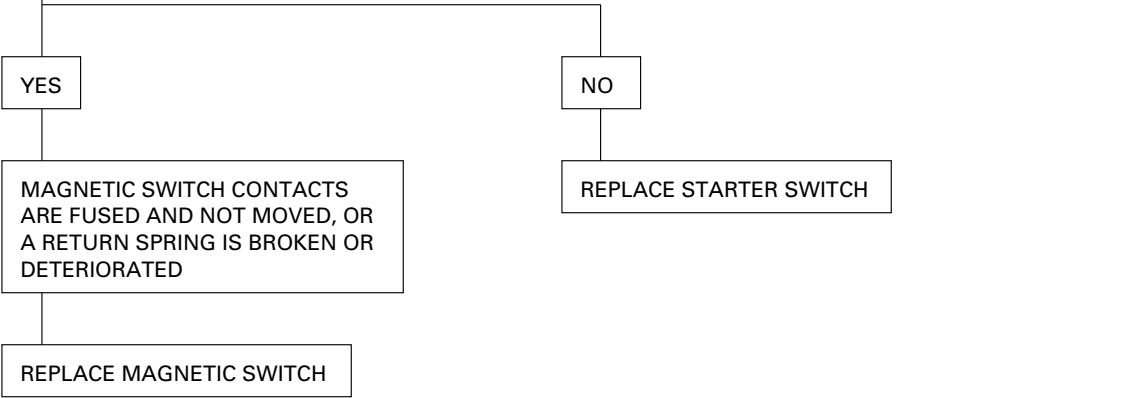 YES
NO
MAGNETIC SWITCH CONTACTS
ARE FUSED AND NOT MOVED, OR
A RETURN SPRING IS BROKEN OR
DETERIORATED
REPLACE STARTER SWITCH
REPLACE MAGNETIC SWITCH